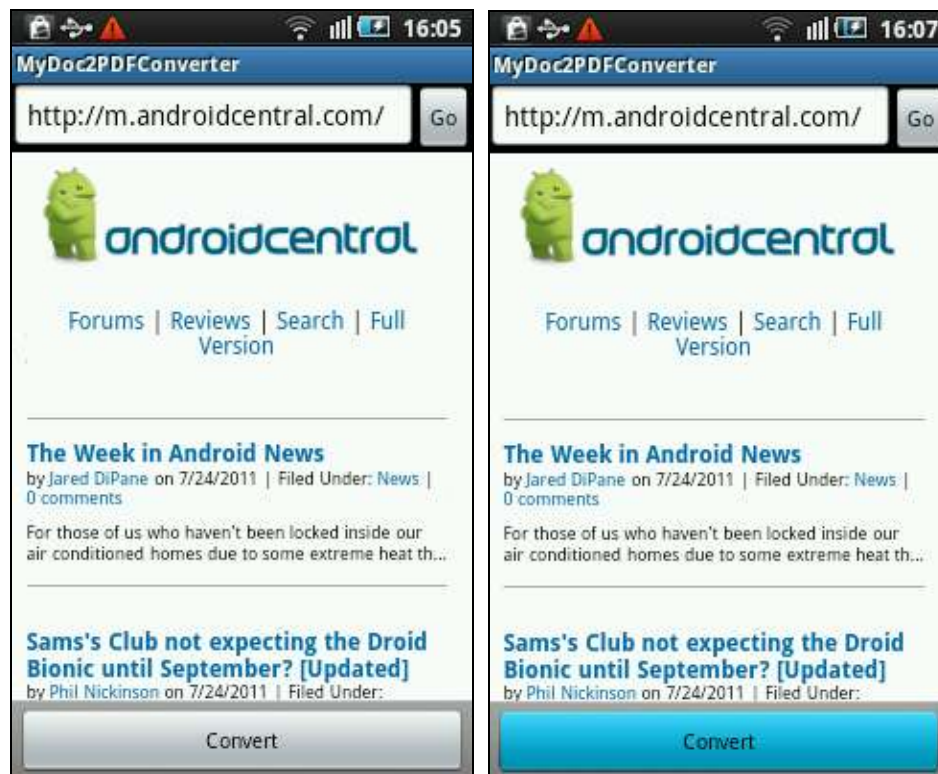 16:05
MyDoc2PDFConverter
http://m.androidcentral.com/ Go
androidcentral
Forums | Reviews | Search | Full
Version
The Week in Android News
by Jared DiPane on 7/24/2011 | Filed Under: News |
0 comments
For those of us who haven't been locked inside our
air conditioned homes due to some extreme heat th...
Sams's Club not expecting the Droid
Bionic until September? [Updated]
by Phil Nickinson on 7/24/2011 | Filed Under:
Convert
16:07
MyDoc2PDFConverter
http://m.androidcentral.com/ Go
androidcentral
Forums | Reviews | Search | Full
Version
The Week in Android News
by Jared DiPane on 7/24/2011 | Filed Under: News |
0 comments
For those of us who haven't been locked inside our
air conditioned homes due to some extreme heat th...
Sams's Club not expecting the Droid
Bionic until September? [Updated]
by Phil Nickinson on 7/24/2011 | Filed Under:
Convert